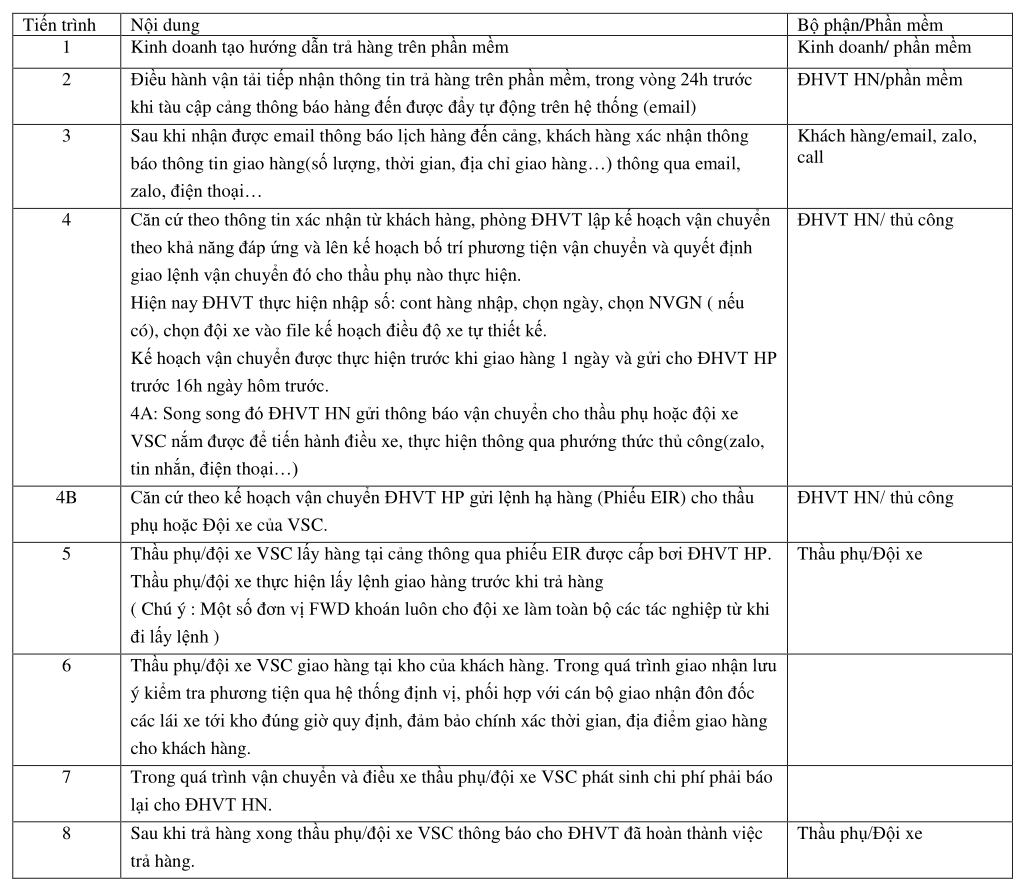 Tiến trình Nội dung Bộ phận/Phần mềm
1 Kinh doanh tạo hướng dẫn trả hàng trên phần mềm Kinh doanh/ phần mềm
2 Điều hành vận tải tiếp nhận thông tin trả hàng trên phần mềm, trong vòng 24h trước ĐHVT HN/phần mềm
khi tàu cập cảng thông báo hàng đến được đẩy tự động trên hệ thống (email)
3 Sau khi nhận được email thông báo lịch hàng đến cảng, khách hàng xác nhận thông Khách hàng/email, zalo,
báo thông tin giao hàng(số lượng, thời gian, địa chỉ giao hàng…) thông qua email, call
zalo, điện thoại…
4 Căn cứ theo thông tin xác nhận từ khách hàng, phòng ĐHVT lập kế hoạch vận chuyển ĐHVT HN/ thủ công
theo khả năng đáp ứng và lên kế hoạch bố trí phương tiện vận chuyển và quyết định
giao lệnh vận chuyển đó cho thầu phụ nào thực hiện.
Hiện nay ĐHVT thực hiện nhập số: cont hàng nhập, chọn ngày, chọn NVGN ( nếu
có), chọn đội xe vào file kế hoạch điều độ xe tự thiết kế.
Kế hoạch vận chuyển được thực hiện trước khi giao hàng 1 ngày và gửi cho ĐHVT HP
trước 16h ngày hôm trước.
4A: Song song đó ĐHVT HN gửi thông báo vận chuyển cho thầu phụ hoặc đội xe
VSC nắm được để tiến hành điều xe, thực hiện thông qua phướng thức thủ công(zalo,
tin nhắn, điện thoại…)
4B Căn cứ theo kế hoạch vận chuyển ĐHVT HP gửi lệnh hạ hàng (Phiếu EIR) cho thầu ĐHVT HN/ thủ công
phụ hoặc Đội xe của VSC.
5 Thầu phụ/đội xe VSC lấy hàng tại cảng thông qua phiếu EIR được cấp bơi ĐHVT HP. Thầu phụ/Đội xe
Thầu phụ/đội xe thực hiện lấy lệnh giao hàng trước khi trả hàng
( Chú ý : Một số đơn vị FWD khoán luôn cho đội xe làm toàn bộ các tác nghiệp từ khi
đi lấy lệnh )
6 Thầu phụ/đội xe VSC giao hàng tại kho của khách hàng. Trong quá trình giao nhận lưu
ý kiểm tra phương tiện qua hệ thống định vị, phối hợp với cán bộ giao nhận đôn đốc
các lái xe tới kho đúng giờ quy định, đảm bảo chính xác thời gian, địa điểm giao hàng
cho khách hàng.
7 Trong quá trình vận chuyển và điều xe thầu phụ/đội xe VSC phát sinh chi phí phải báo
lại cho ĐHVT HN.
8 Sau khi trả hàng xong thầu phụ/đội xe VSC thông báo cho ĐHVT đã hoàn thành việc Thầu phụ/Đội xe
trả hàng.